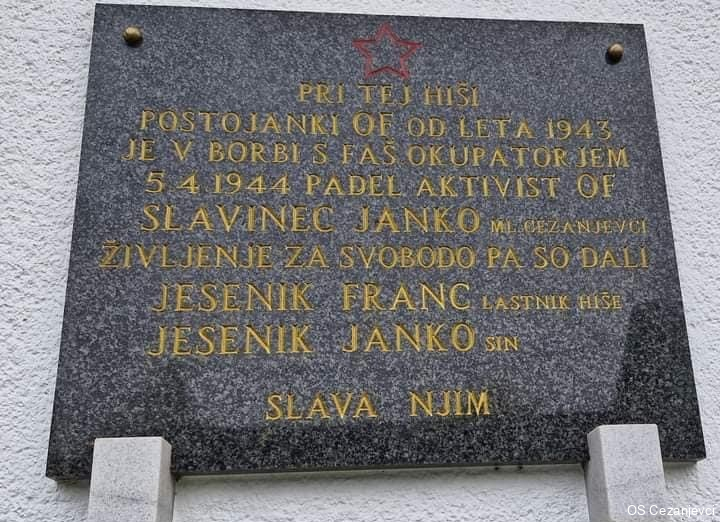 PRI TEJ HIŠI
POSTOJANKI OF OD LETA 1943
JE V BORBI S FAŠ. OKUPATORJEM
5.4.1944 PADEL AKTIVIST OF
SLAVINEC JANKO ML. CEZANJEVCI
ŽIVLJENJE ZA SVOBODO PA SO DALI
JESENIK FRANC LASTNIK HIŠE
JESENIK JANKO SIN
SLAVA NJIM
OS Cezanjevci